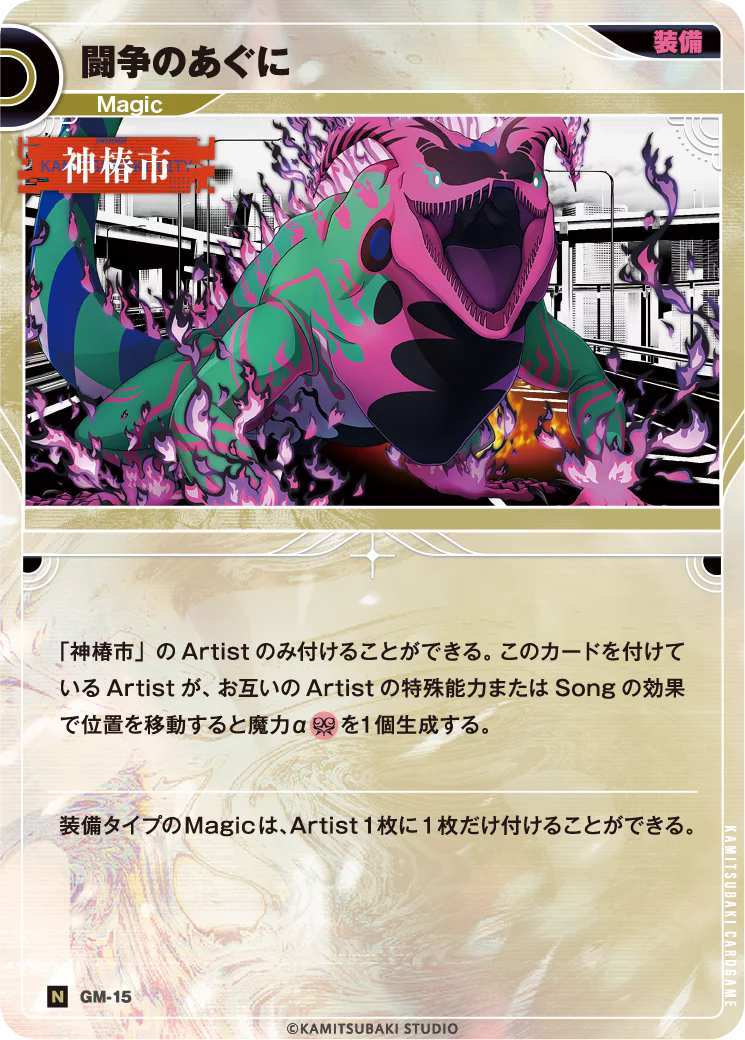 闘争のあぐに
装備
Magic
神椿市
「神椿市」のArtistのみ付けることができる。このカードを付けて
いるArtistが、お互いのArtistの特殊能力またはSongの効果
で位置を移動すると魔力αを1個生成する。
装備タイプのMagicは、Artist1枚に1枚だけ付けることができる。
KAMITSUBAKI CARDGAME
N GM-15
©KAMITSUBAKI STUDIO